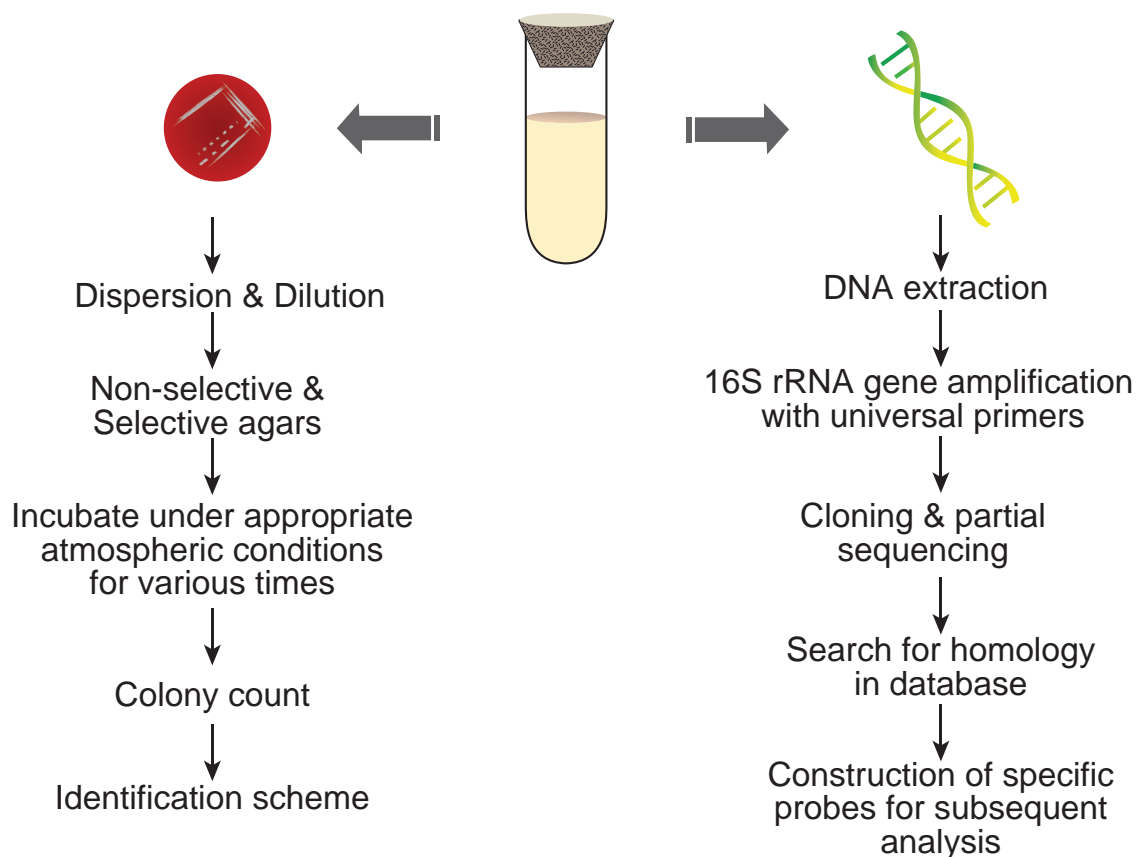 Dispersion & Dilution
Non-selective &
Selective agars
Incubate under appropriate
atmospheric conditions
for various times
Colony count
Identification scheme
DNA extraction
16S rRNA gene amplification
with universal primers
Cloning & partial
sequencing
Search for homology
in database
Construction of specific
probes for subsequent
analysis